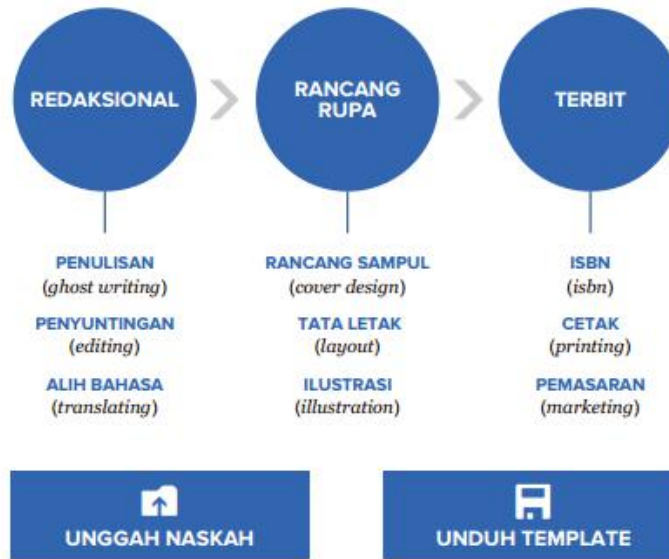 REDAKSIONAL
RANCANG
RUPA
TERBIT
PENULISAN
(ghost writing)
PENYUNTINGAN
(editing)
ALIH BAHASA
(translating)
RANCANG SAMPUL
(cover design)
TATA LETAK
(layout)
ILUSTRASI
(illustration)
ISBN
(isbn)
CETAK
(printing)
PEMASARAN
(marketing)
UNGGAH NASKAH
UNDUH TEMPLATE